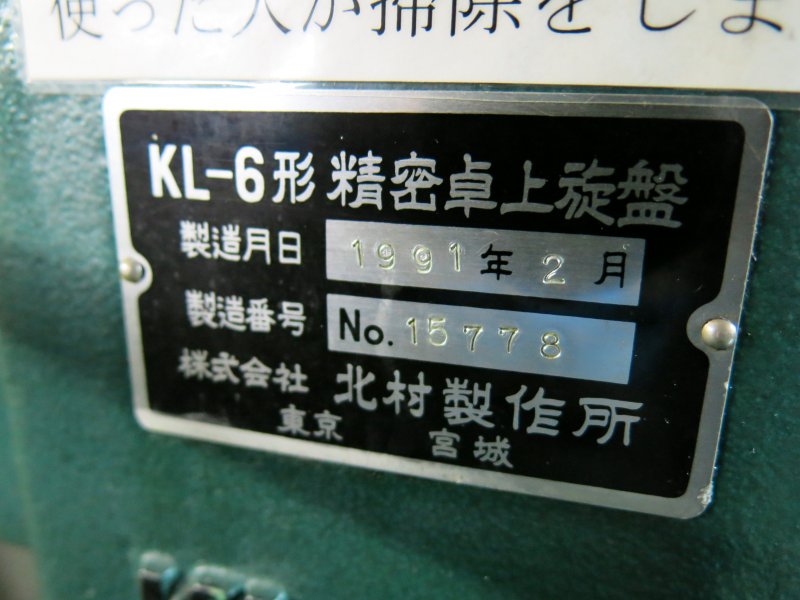 使った人が掃除をしま
KL-6形 精密卓上旋盤
製造月日 1991年2月
製造番号 No. 15778
株式会社 北村製作所
東京 宮城